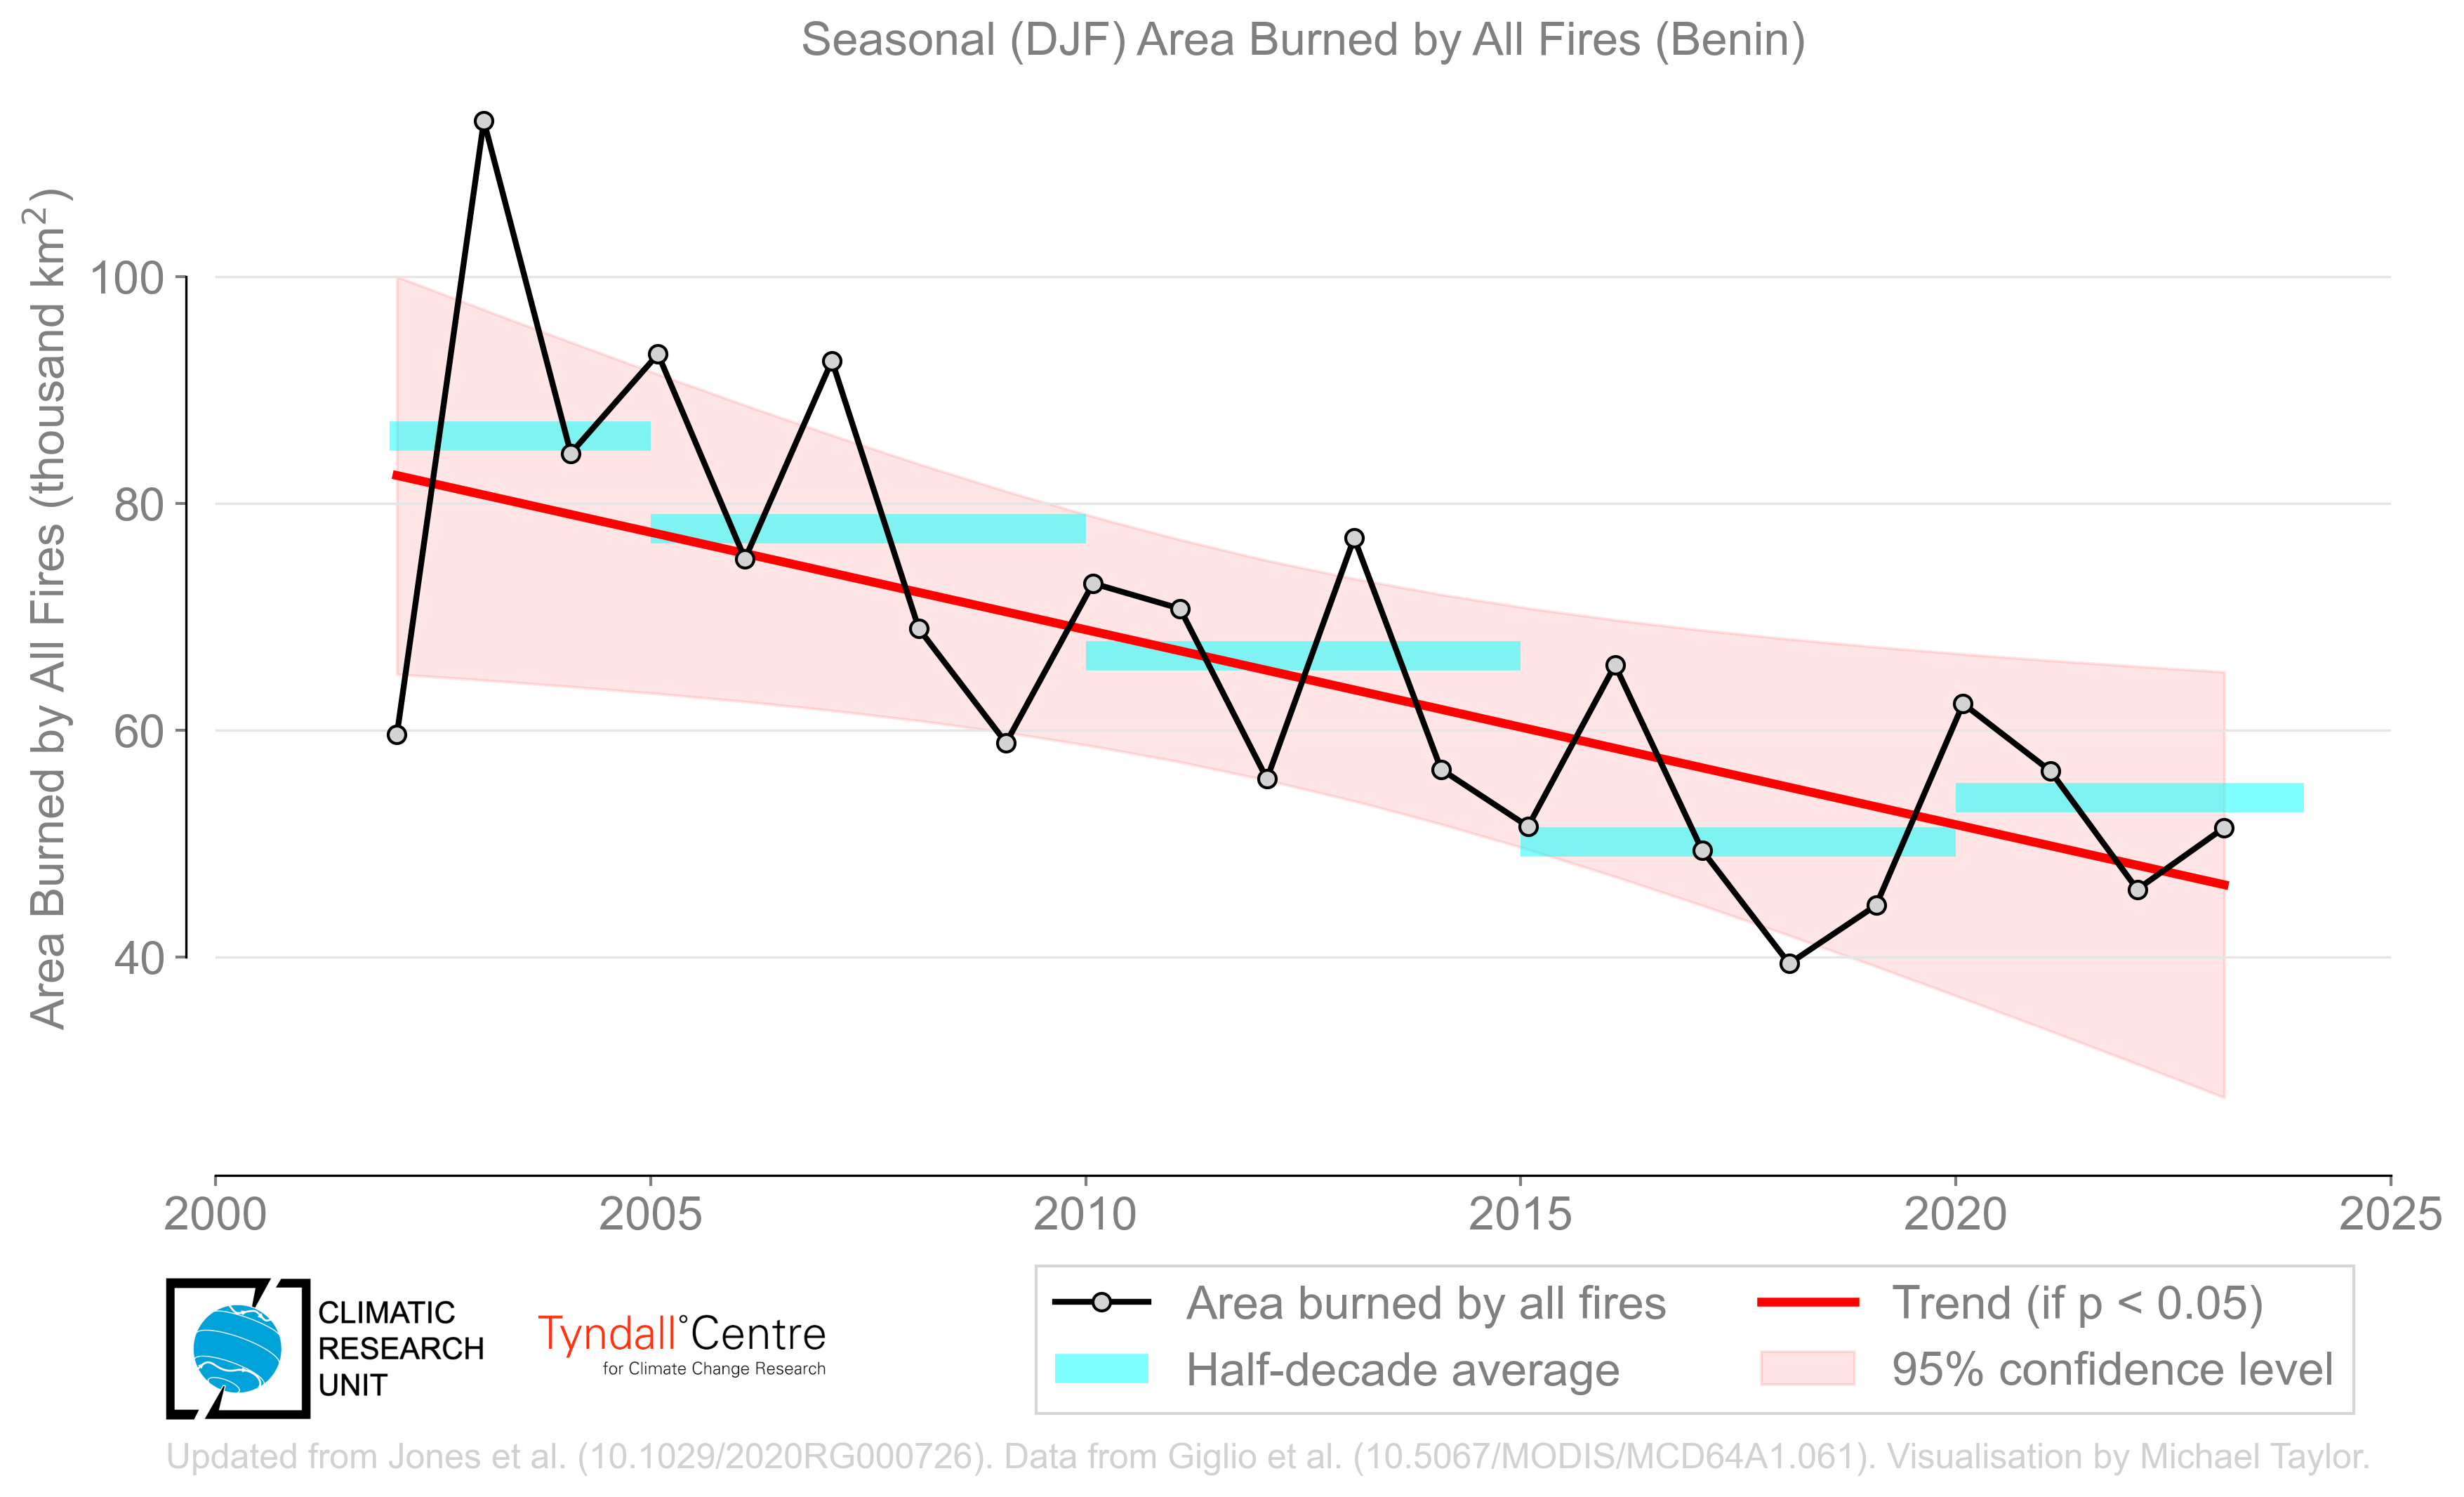 Seasonal (DJF) Area Burned by All Fires (Benin)
Area Burned by All Fires (thousand km²)
100
80
60
40
2000 2005 2010 2015 2020 2025
CLIMATIC
RESEARCH
UNIT
Tyndall°Centre
for Climate Change Research
Area burned by all fires
Half-decade average
Trend (if p < 0.05)
95% confidence level
Updated from Jones et al. (10.1029/2020RG000726). Data from Giglio et al. (10.5067/MODIS/MCD64A1.061). Visualisation by Michael Taylor.